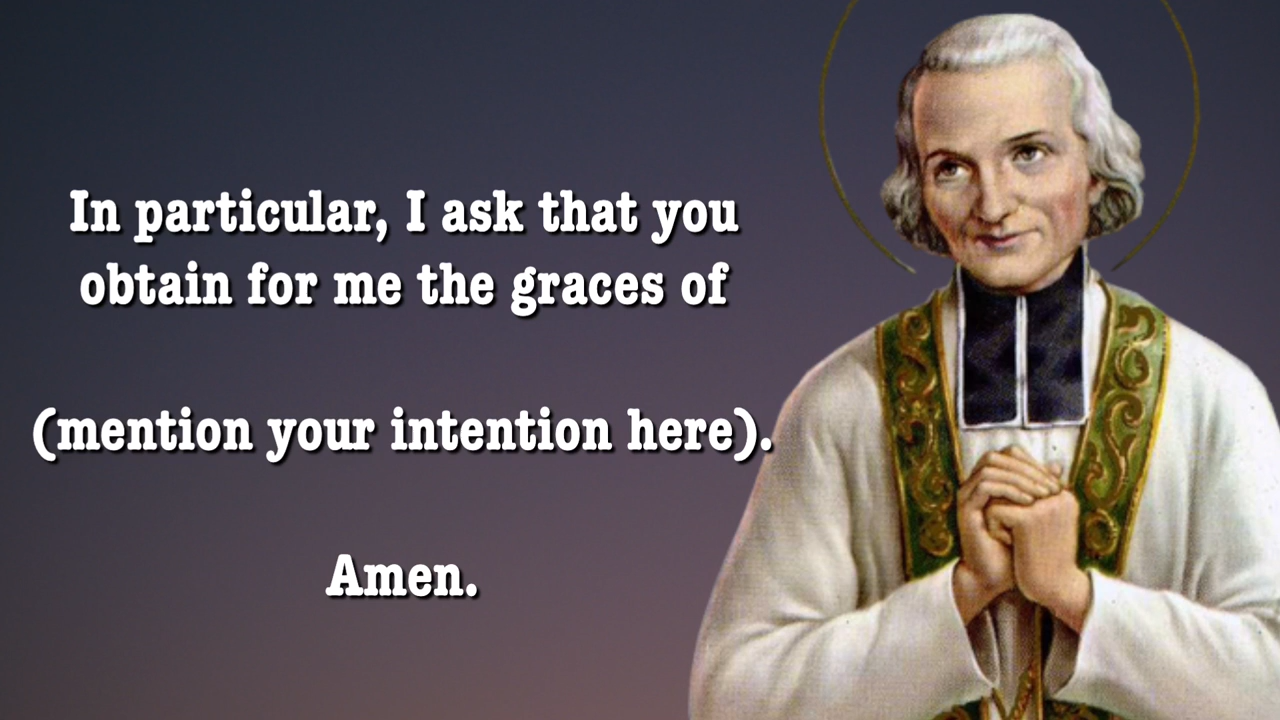 In particular, I ask that you
obtain for me the graces of
(mention your intention here).
Amen.